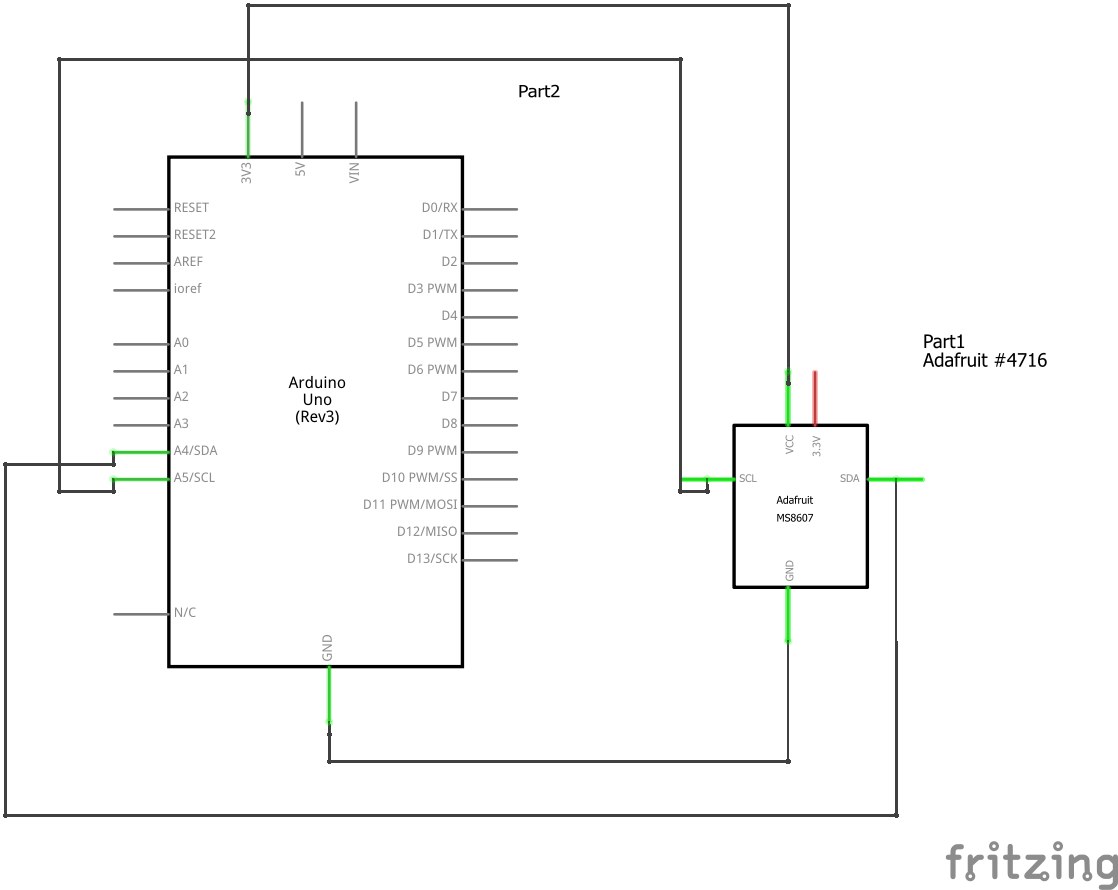 Part2
3V3
5V
VIN
RESET
RESET2
AREF
ioref
A0
A1
A2
A3
A4/SDA
A5/SCL
N/C
D0/RX
D1/TX
D2
D3 PWM
D4
D5 PWM
D6 PWM
D7
D8
D9 PWM
D10 PWM/SS
D11 PWM/MOSI
D12/MISO
D13/SCK
Arduino
Uno
(Rev3)
GND
Part1
Adafruit #4716
VCC
3.3V
SCL
SDA
Adafruit
MS8607
GND
fritzing